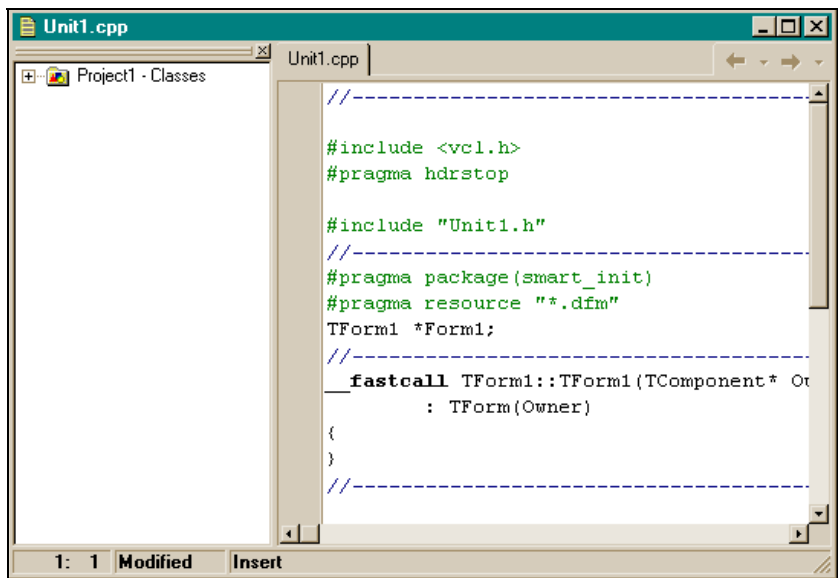 Unit1.cpp
Project1 - Classes
Unit1.cpp
//--------------------------------------
#include <vcl.h>
#pragma hdrstop
#include "Unit1.h"
//--------------------------------------
#pragma package(smart_init)
#pragma resource "*.dfm"
TForm1 *Form1;
//--------------------------------------
__fastcall TForm1::TForm1(TComponent*
: TForm(Owner)
{
}
//--------------------------------------
1: 1 Modified Insert